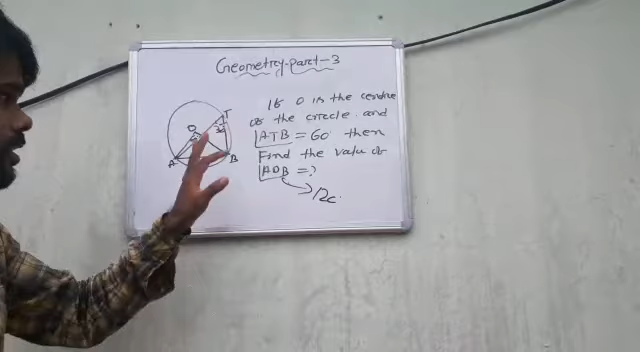 Geometry-part-3
If O is the centre
of the circle and
∠ATB = 60 then
Find the value of
∠AOB = ?
120
T
O
A
B